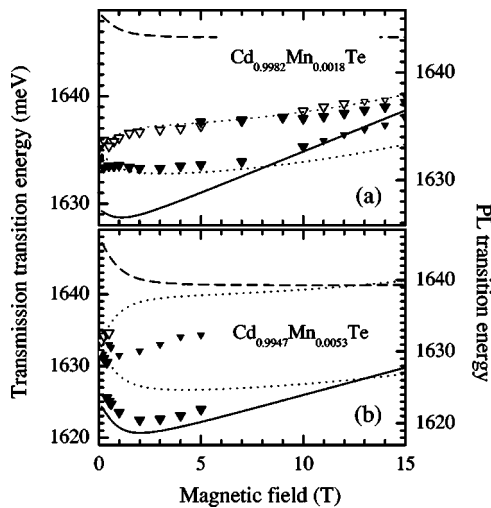 Transmission transition energy (meV)
PL transition energy
1640
1630
1640
1630
Cd0.9982Mn0.0018Te
(a)
1640
1630
1620
1640
1630
1620
Cd0.9947Mn0.0053Te
(b)
0 5 10 15
Magnetic field (T)